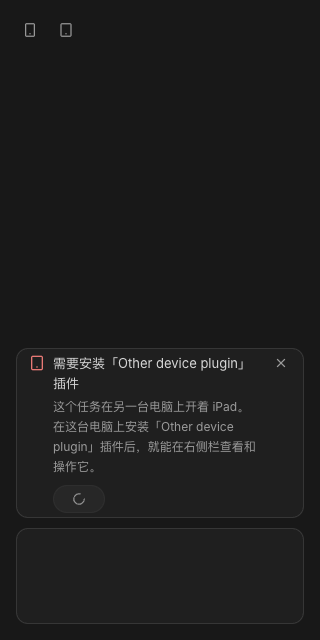 需要安装「Other device plugin」
插件
这个任务在另一台电脑上开着 iPad。
在这台电脑上安装「Other device
plugin」插件后，就能在右侧栏查看和
操作它。